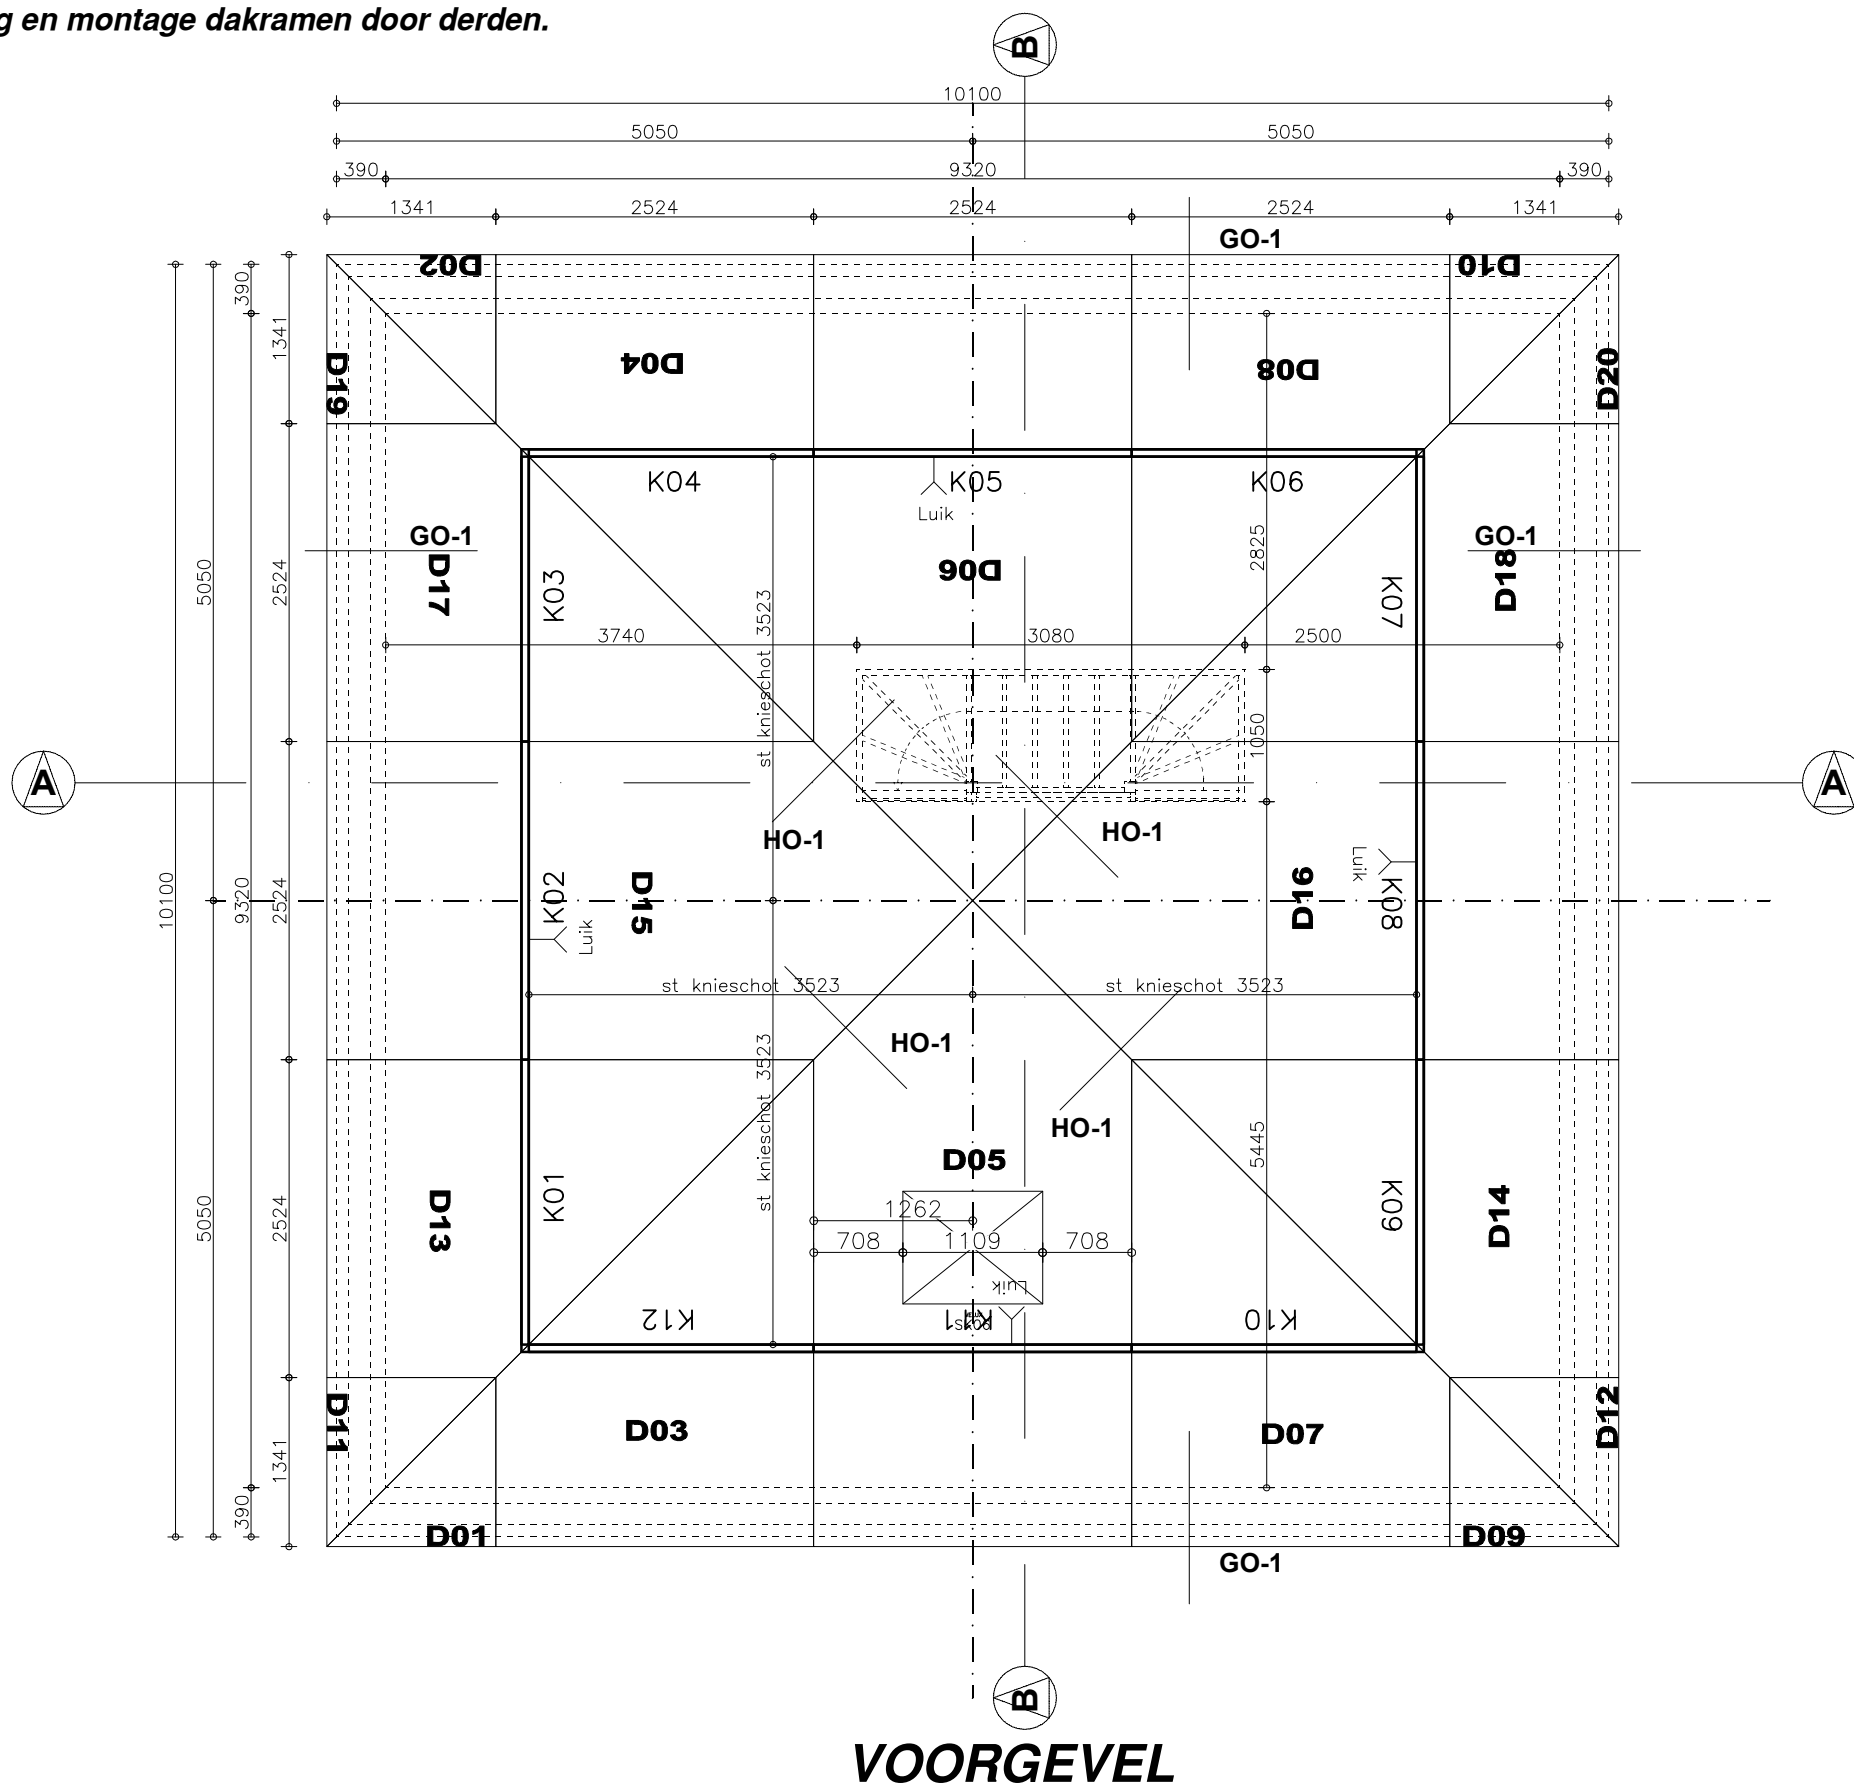 g en montage dakramen door derden.
B
10100
5050
5050
390
9320
390
1341
2524
2524
2524
1341
GO-1
D02
D10
390
1341
D19
D04
D08
D20
K04
K05
K06
Luik
GO-1
GO-1
D17
D18
K03
K07
D06
2825
5050
2524
st knieschot 3523
3740
3080
2500
1050
A
A
HO-1
HO-1
10100
9320
2524
K02
Luik
D15
D16
Luik
K08
st knieschot 3523
st knieschot 3523
HO-1
HO-1
st knieschot 3523
5445
D05
5050
2524
D13
K01
K09
D14
1262
708
1109
708
Luik
K12
K11
SK06
K10
D11
D03
D07
D12
1341
390
D01
D09
GO-1
B
VOORGEVEL